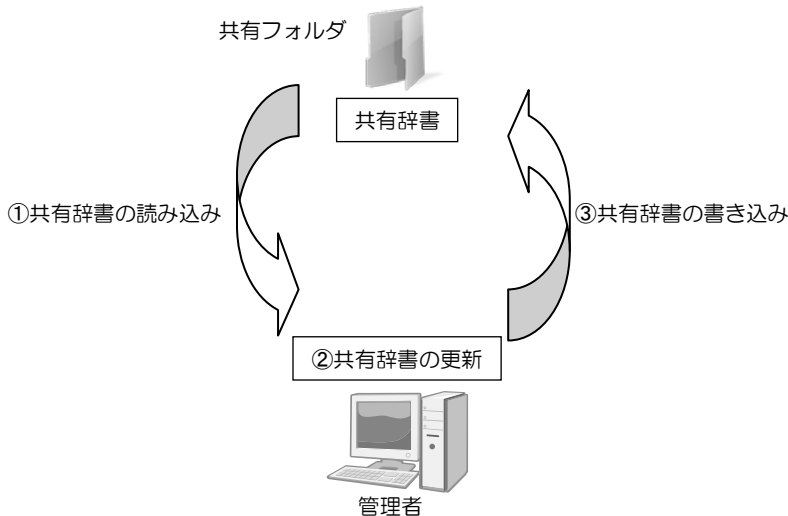 共有フォルダ
共有辞書
①共有辞書の読み込み
③共有辞書の書き込み
②共有辞書の更新
管理者